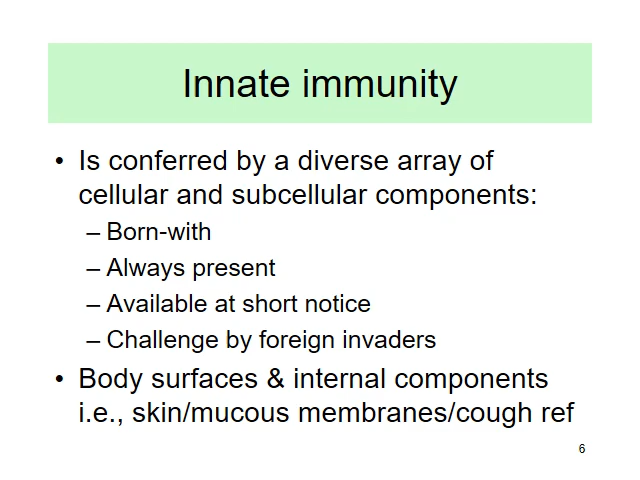 Innate immunity
• Is conferred by a diverse array of
cellular and subcellular components:
– Born-with
– Always present
– Available at short notice
– Challenge by foreign invaders
• Body surfaces & internal components
i.e., skin/mucous membranes/cough ref
6